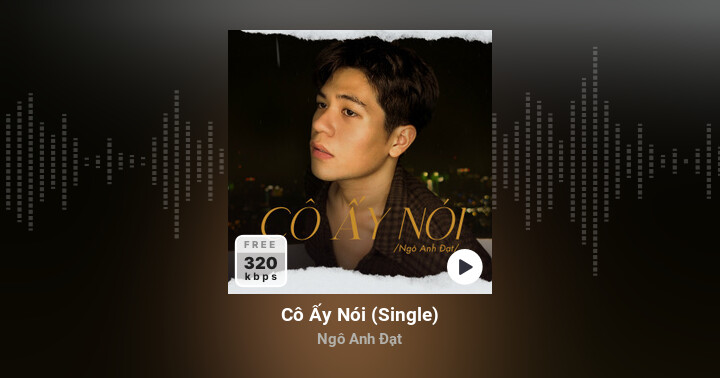 CÔ ẤY NÓI
/Ngô Anh Đạt/
FREE
320
kbps
Cô Ấy Nói (Single)
Ngô Anh Đạt